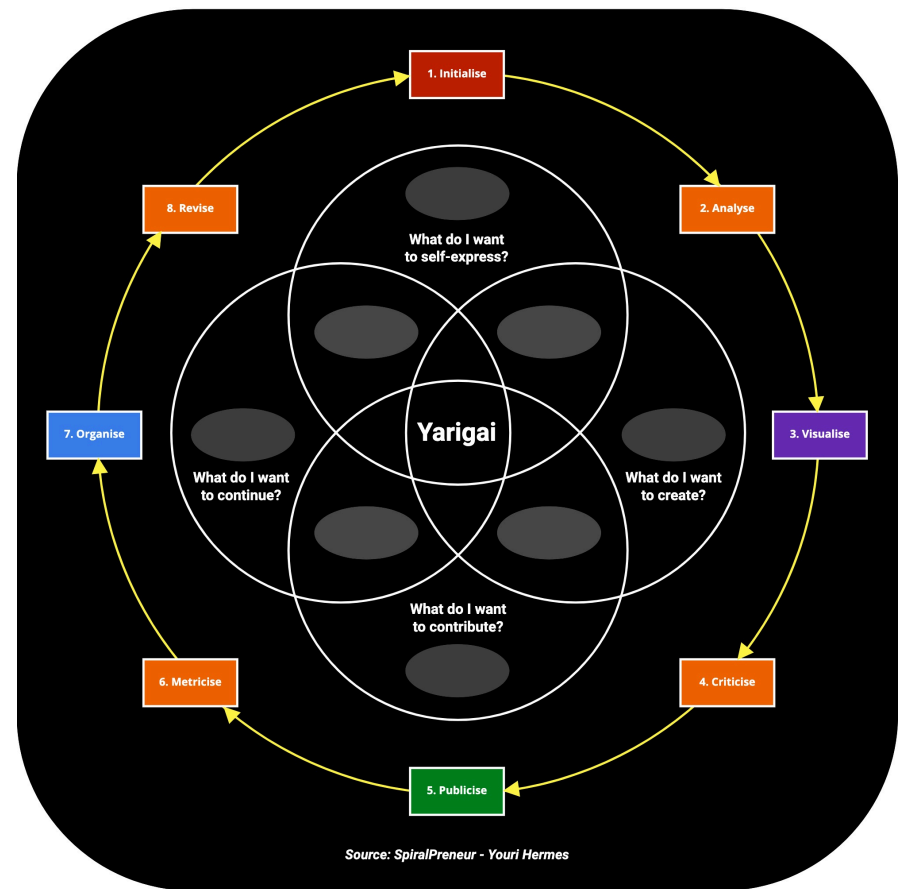 1. Initialise
8. Revise
2. Analyse
What do I want
to self-express?
7. Organise
Yarigai
3. Visualise
What do I want
to continue?
What do I want
to create?
What do I want
to contribute?
6. Metricise
4. Criticise
5. Publicise
Source: SpiralPreneur - Youri Hermes